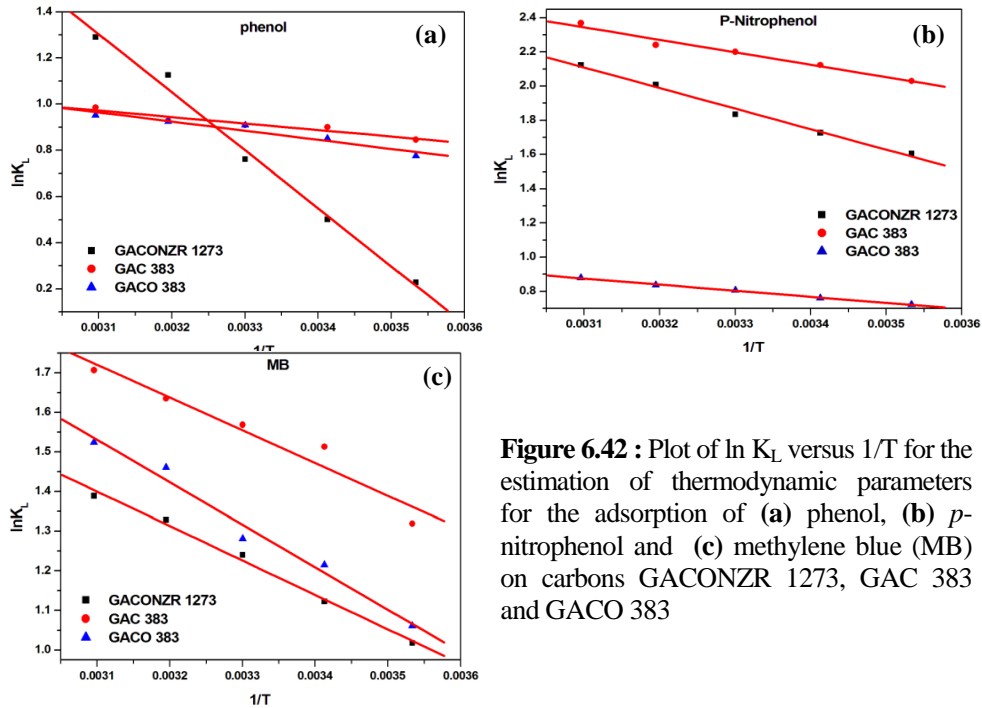 phenol
(a)
1.4
1.2
1.0
0.8
0.6
0.4
0.2
lnK_L
GACONZR 1273
GAC 383
GACO 383
0.0031 0.0032 0.0033 0.0034 0.0035 0.0036
1/T
P-Nitrophenol
(b)
2.4
2.2
2.0
1.8
1.6
1.4
1.2
1.0
0.8
lnK_L
GACONZR 1273
GAC 383
GACO 383
0.0031 0.0032 0.0033 0.0034 0.0035 0.0036
1/T
MB
(c)
1.7
1.6
1.5
1.4
1.3
1.2
1.1
1.0
lnK_L
GACONZR 1273
GAC 383
GACO 383
0.0031 0.0032 0.0033 0.0034 0.0035 0.0036
1/T
Figure 6.42 : Plot of ln K_L versus 1/T for the
estimation of thermodynamic parameters
for the adsorption of (a) phenol, (b) p-
nitrophenol and (c) methylene blue (MB)
on carbons GACONZR 1273, GAC 383
and GACO 383